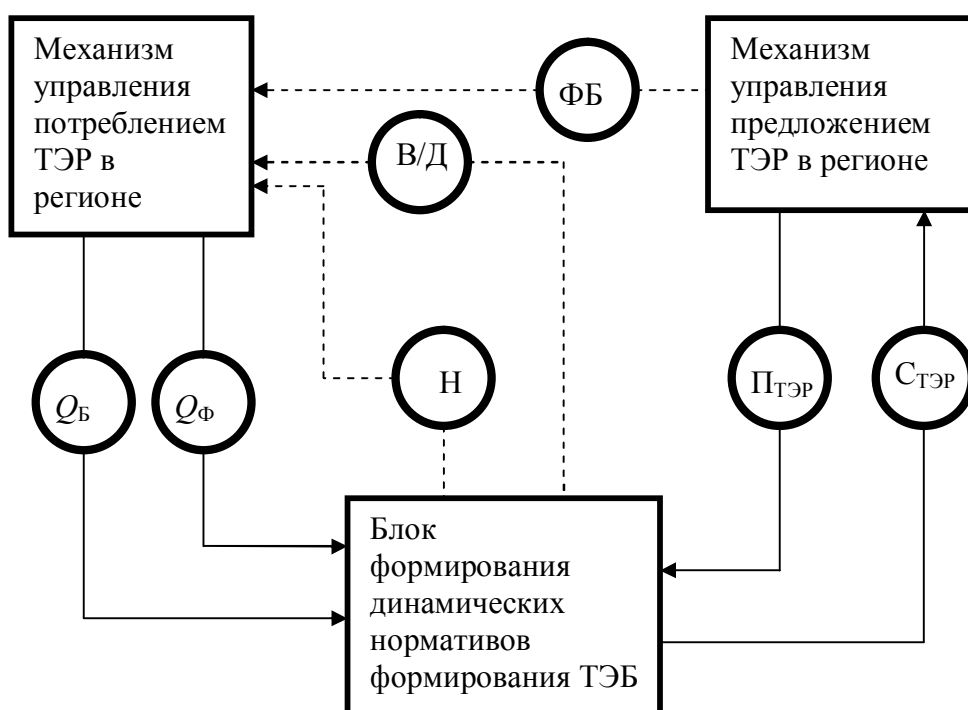 Механизм
управления
потреблением
ТЭР в
регионе
ФБ
Механизм
управления
предложением
ТЭР в регионе
В/Д
Н
QБ
QФ
ПТЭР
СТЭР
Блок
формирования
динамических
нормативов
формирования ТЭБ